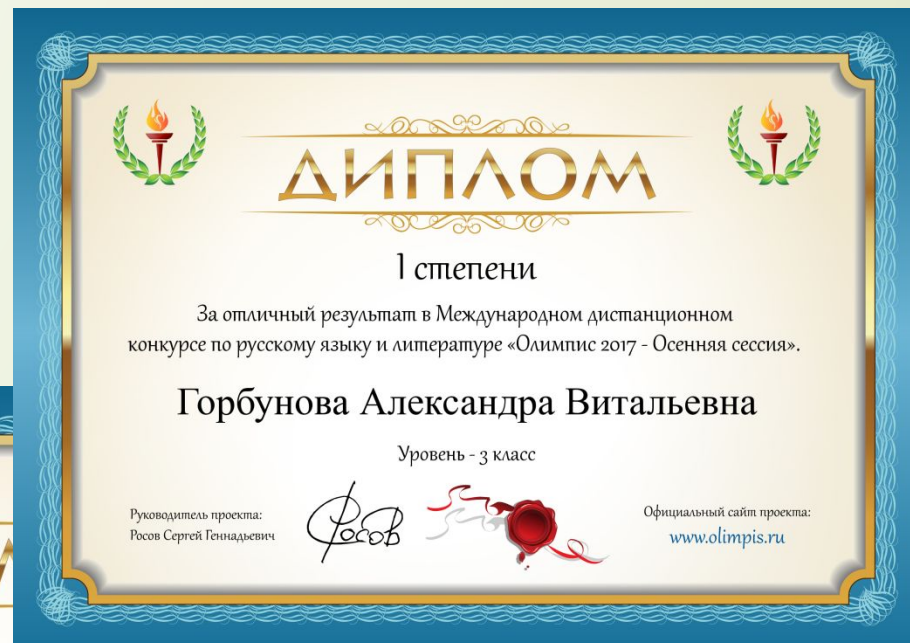 ДИПЛОМ
I степени
За отличный результат в Международном дистанционном
конкурсе по русскому языку и литературе «Олимпис 2017 - Осенняя сессия».
Горбунова Александра Витальевна
Уровень - 3 класс
Руководитель проекта:
Росов Сергей Геннадьевич
Росов
Официальный сайт проекта:
www.olimpis.ru